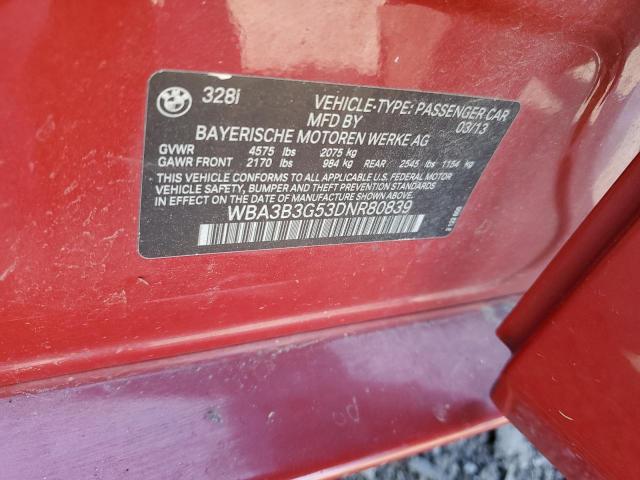 BMW 328i VEHICLE-TYPE: PASSENGER CAR
MFD BY 03/13
BAYERISCHE MOTOREN WERKE AG
GVWR 4575 lbs 2075 kg
GAWR FRONT 2170 lbs 984 kg REAR 2545 lbs 1154 kg
THIS VEHICLE CONFORMS TO ALL APPLICABLE U.S. FEDERAL MOTOR
VEHICLE SAFETY, BUMPER AND THEFT PREVENTION STANDARDS
IN EFFECT ON THE DATE OF MANUFACTURE SHOWN ABOVE.
WBA3B3G53DNR80839